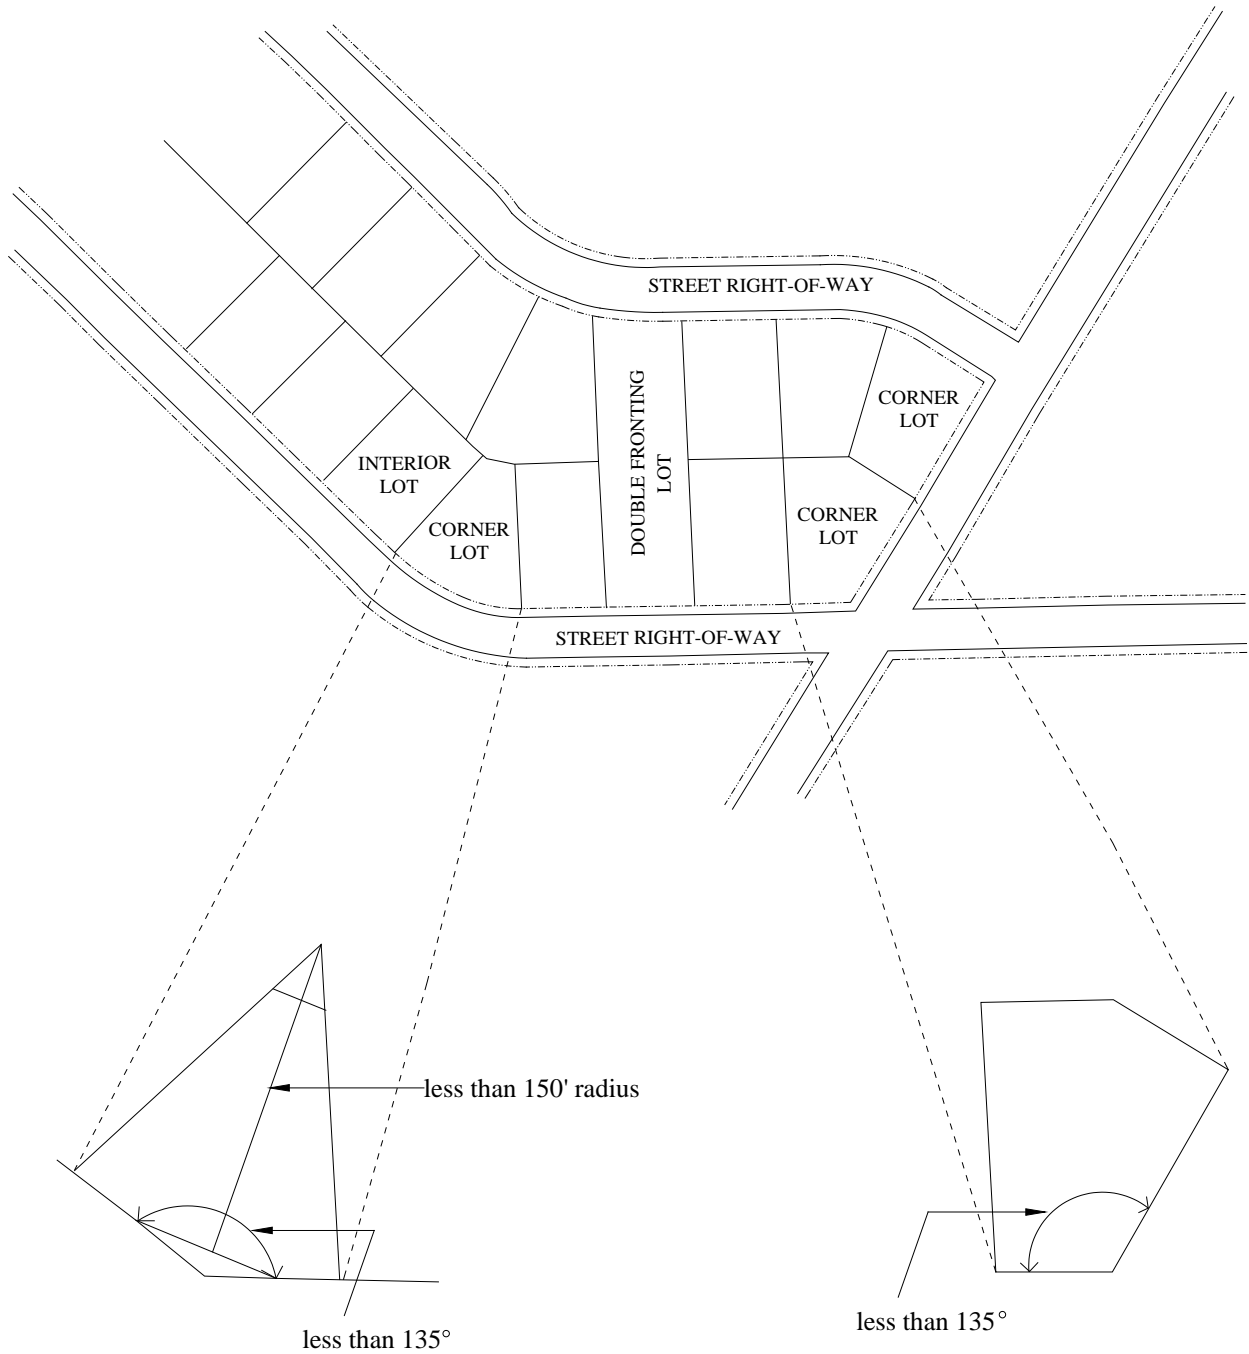 STREET RIGHT-OF-WAY
CORNER
LOT
DOUBLE FRONTING
LOT
INTERIOR
LOT
CORNER
LOT
CORNER
LOT
STREET RIGHT-OF-WAY
less than 150' radius
less than 135°
less than 135°